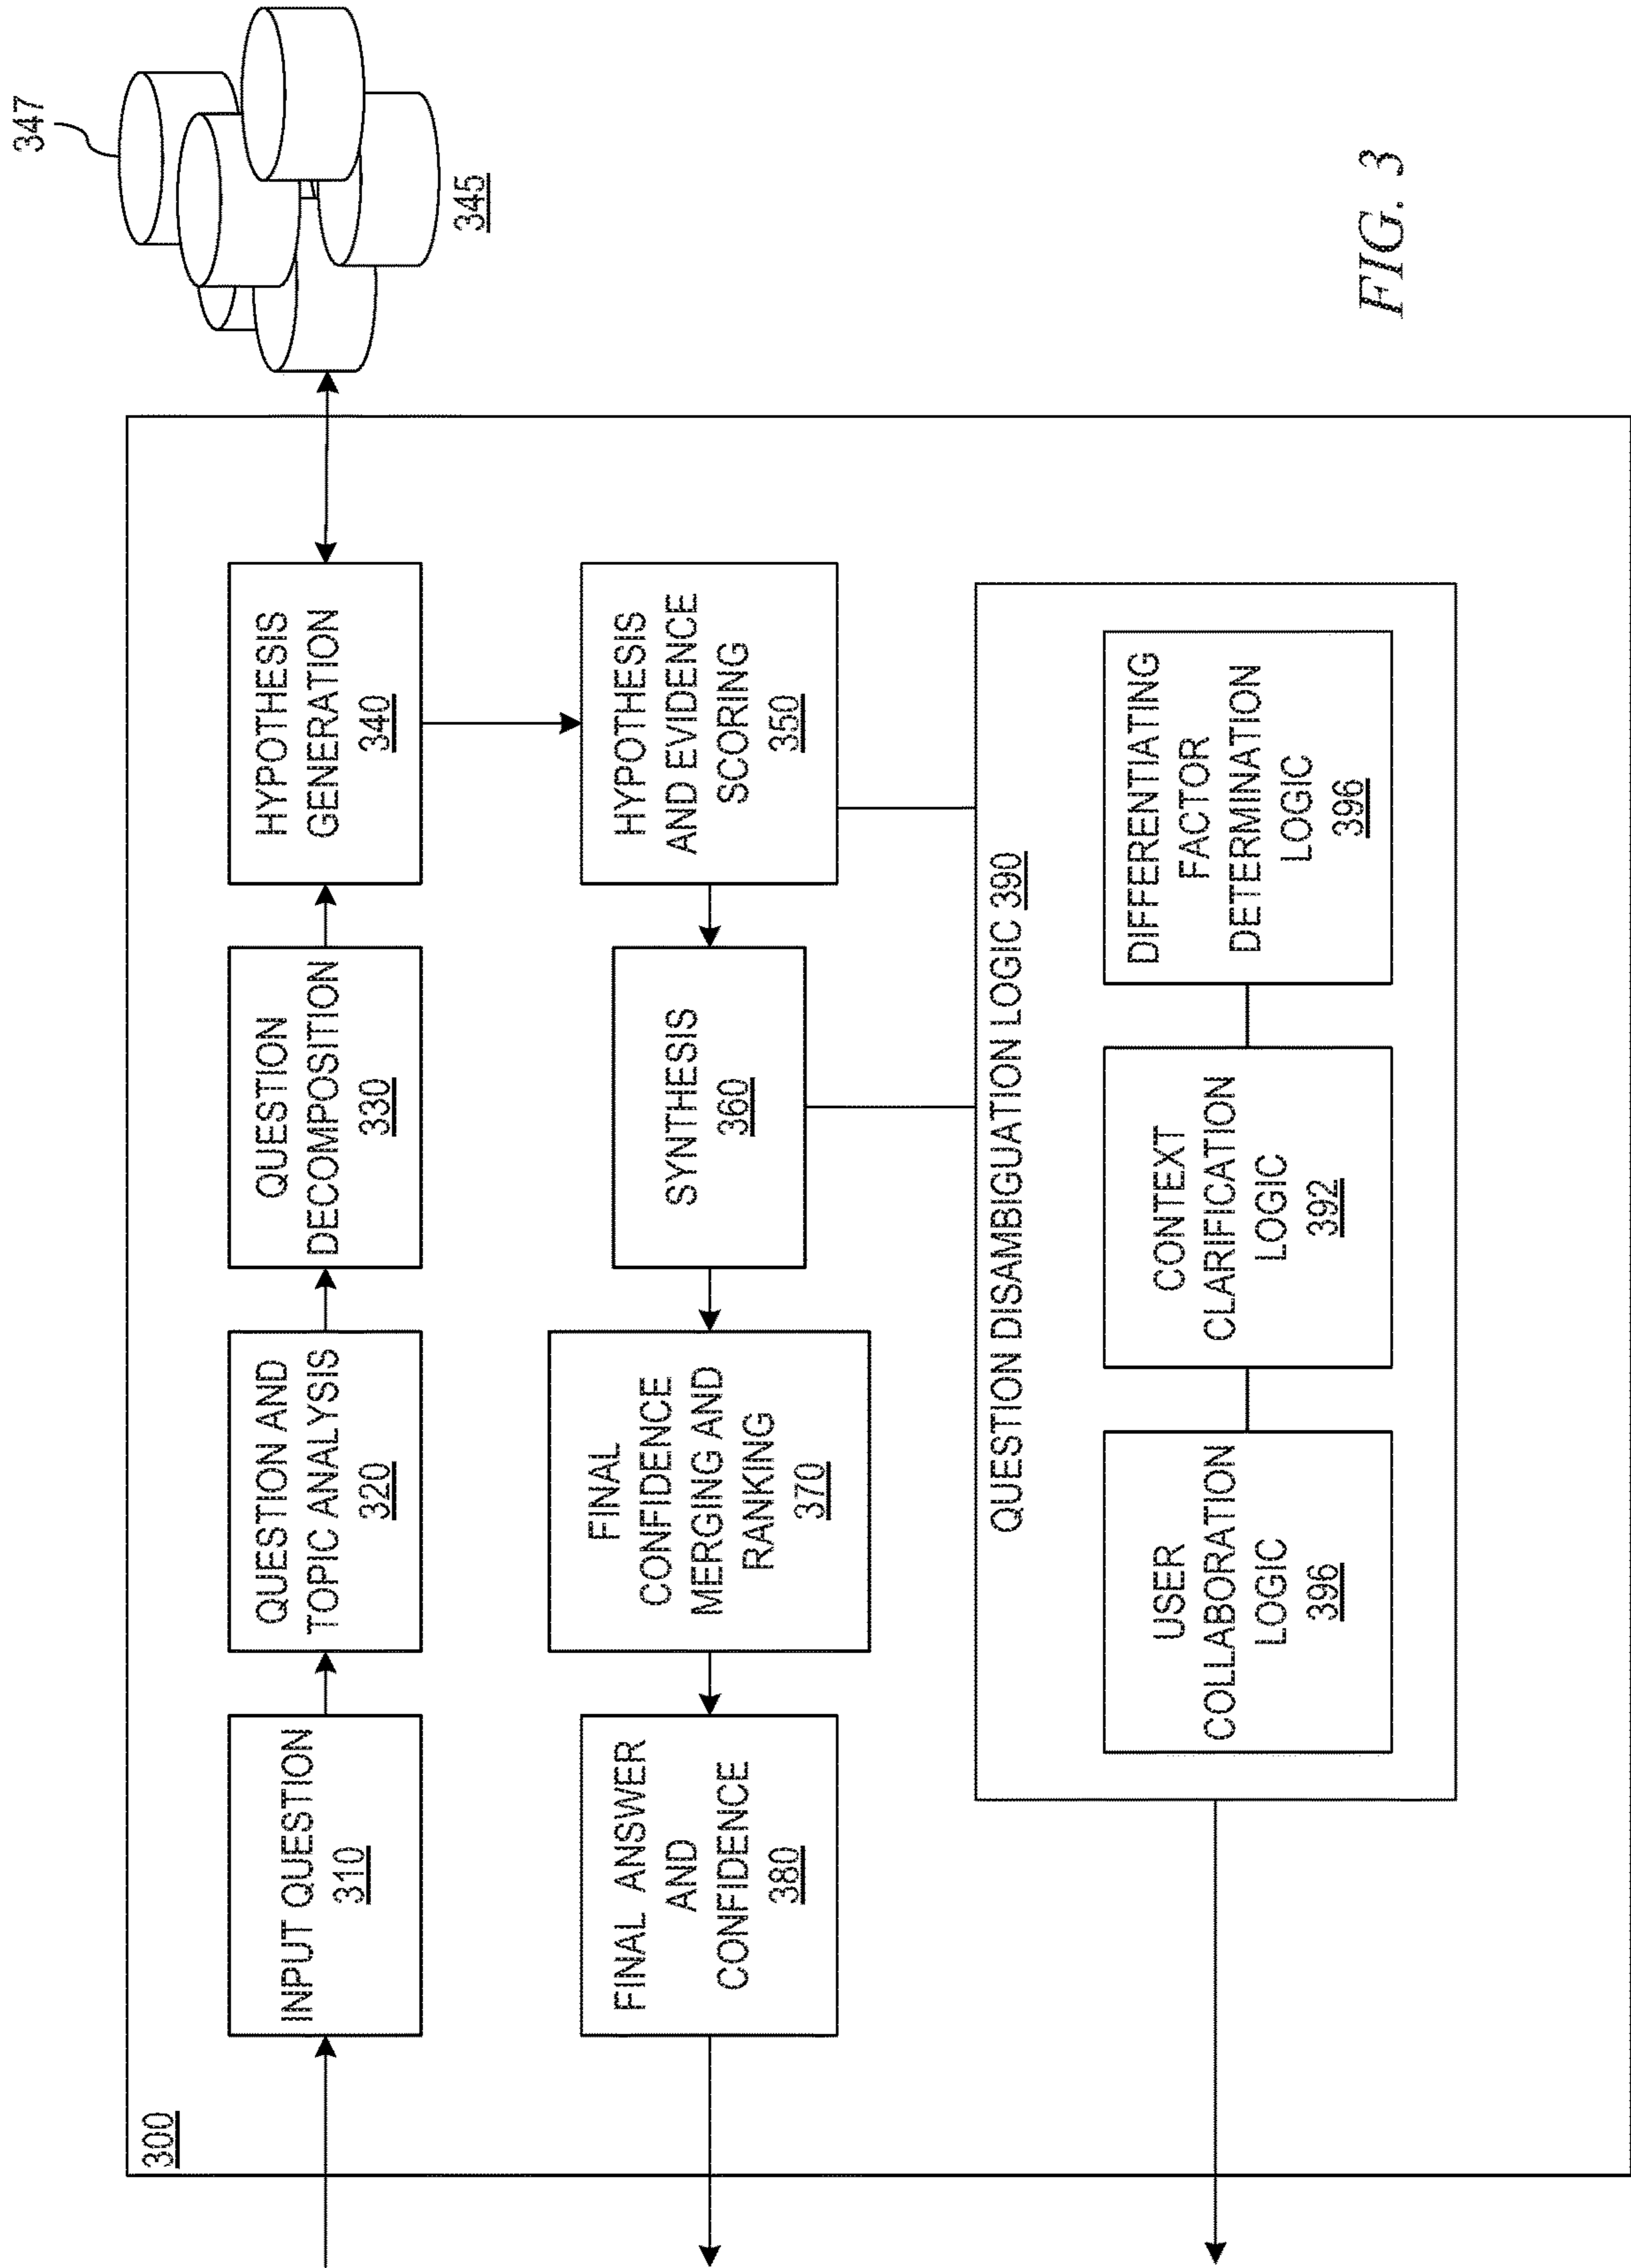 300
347
345
INPUT QUESTION
310
QUESTION AND
TOPIC ANALYSIS
320
QUESTION
DECOMPOSITION
330
HYPOTHESIS
GENERATION
340
FINAL ANSWER
AND
CONFIDENCE
380
FINAL
CONFIDENCE
MERGING AND
RANKING
370
SYNTHESIS
360
HYPOTHESIS
AND EVIDENCE
SCORING
350
QUESTION DISAMBIGUATION LOGIC 390
USER
COLLABORATION
LOGIC
396
CONTEXT
CLARIFICATION
LOGIC
392
DIFFERENTIATING
FACTOR
DETERMINATION
LOGIC
396
FIG. 3